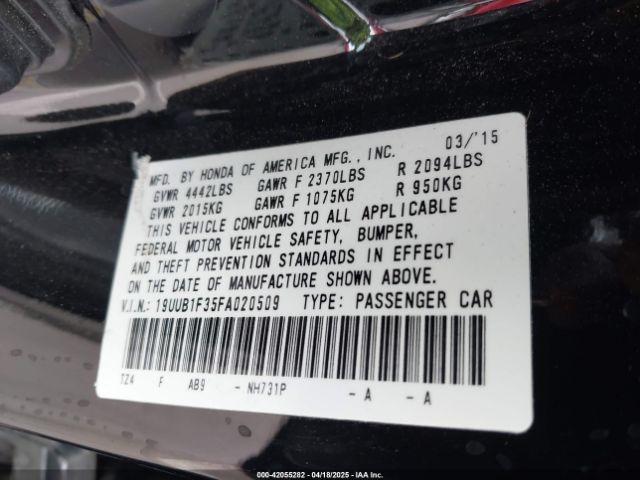 MFD. BY HONDA OF AMERICA MFG., INC. 03/'15
GVWR 4442LBS GAWR F 2370LBS R 2094LBS
GVWR 2015KG GAWR F 1075KG R 950KG
THIS VEHICLE CONFORMS TO ALL APPLICABLE
FEDERAL MOTOR VEHICLE SAFETY, BUMPER,
AND THEFT PREVENTION STANDARDS IN EFFECT
ON THE DATE OF MANUFACTURE SHOWN ABOVE.
V.I.N.: 19UUB1F35FA020509 TYPE: PASSENGER CAR
TZ4 F AB9 - NH731P - A - A
000-42055282 - 04/18/2025 - IAA Inc.